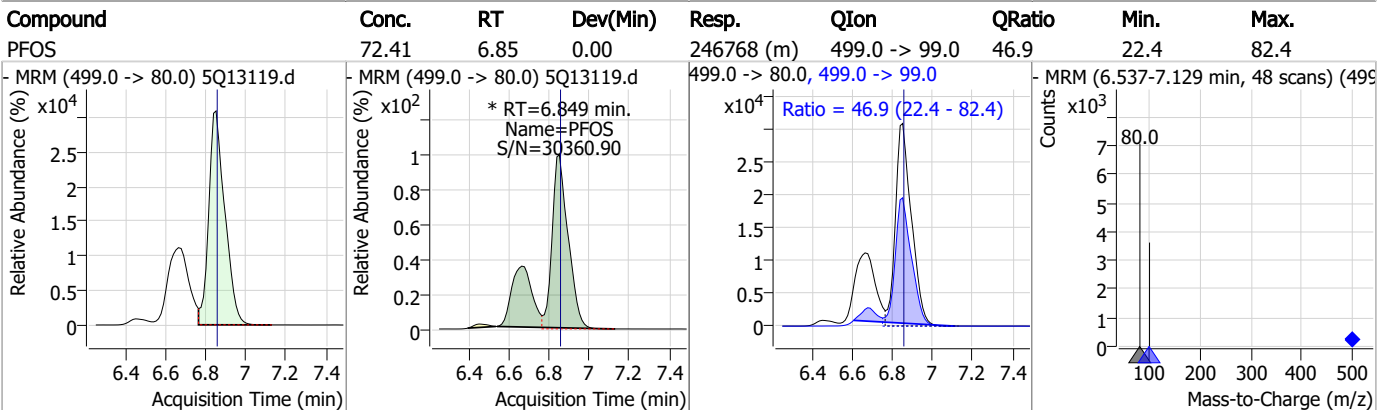 Compound Conc. RT Dev(Min) Resp. QIon QRatio Min. Max.
PFOS 72.41 6.85 0.00 246768 (m) 499.0 -> 99.0 46.9 22.4 82.4
- MRM (499.0 -> 80.0) 5Q13119.d
x10⁴
Relative Abundance (%)
2.5
2
1.5
1
0.5
0
6.4 6.6 6.8 7 7.2 7.4
Acquisition Time (min)
- MRM (499.0 -> 80.0) 5Q13119.d
x10²
* RT=6.849 min.
Name=PFOS
S/N=30360.90
Relative Abundance (%)
1
0.8
0.6
0.4
0.2
0
6.4 6.6 6.8 7 7.2 7.4
Acquisition Time (min)
499.0 -> 80.0, 499.0 -> 99.0
x10⁴
Ratio = 46.9 (22.4 - 82.4)
2.5
2
1.5
1
0.5
0
6.4 6.6 6.8 7 7.2 7.4
Acquisition Time (min)
- MRM (6.537-7.129 min, 48 scans) (499
x10³
Counts
80.0
7
6
5
4
3
2
1
0
100 200 300 400 500
Mass-to-Charge (m/z)